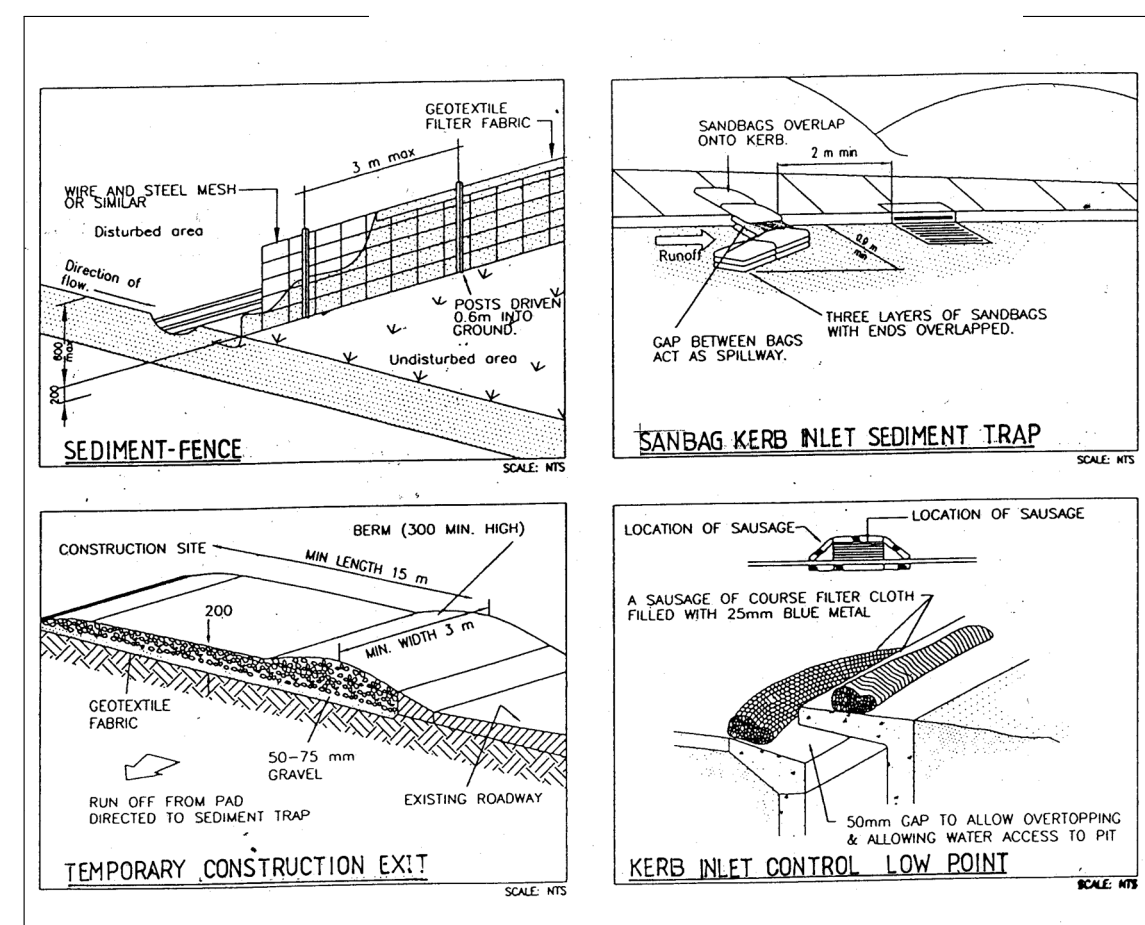 GEOTEXTILE
FILTER FABRIC
3 m max
WIRE AND STEEL MESH
OR SIMILAR
Disturbed area
Direction of
flow.
600
max
200
POSTS DRIVEN
0.6m INTO
GROUND.
Undisturbed area
SEDIMENT-FENCE
SCALE: NTS
SANDBAGS OVERLAP
ONTO KERB.
2 m min
Runoff
0.9 m
min
THREE LAYERS OF SANDBAGS
WITH ENDS OVERLAPPED.
GAP BETWEEN BAGS
ACT AS SPILLWAY.
SANBAG KERB INLET SEDIMENT TRAP
SCALE: NTS
BERM (300 MIN. HIGH)
CONSTRUCTION SITE
MIN LENGTH 15 m
200
MIN. WIDTH 3 m
GEOTEXTILE
FABRIC
50-75 mm
GRAVEL
RUN OFF FROM PAD
DIRECTED TO SEDIMENT TRAP
EXISTING ROADWAY
TEMPORARY CONSTRUCTION EXIT
SCALE: NTS
LOCATION OF SAUSAGE
LOCATION OF SAUSAGE
A SAUSAGE OF COURSE FILTER CLOTH
FILLED WITH 25mm BLUE METAL
50mm GAP TO ALLOW OVERTOPPING
& ALLOWING WATER ACCESS TO PIT
KERB INLET CONTROL LOW POINT
SCALE: NTS